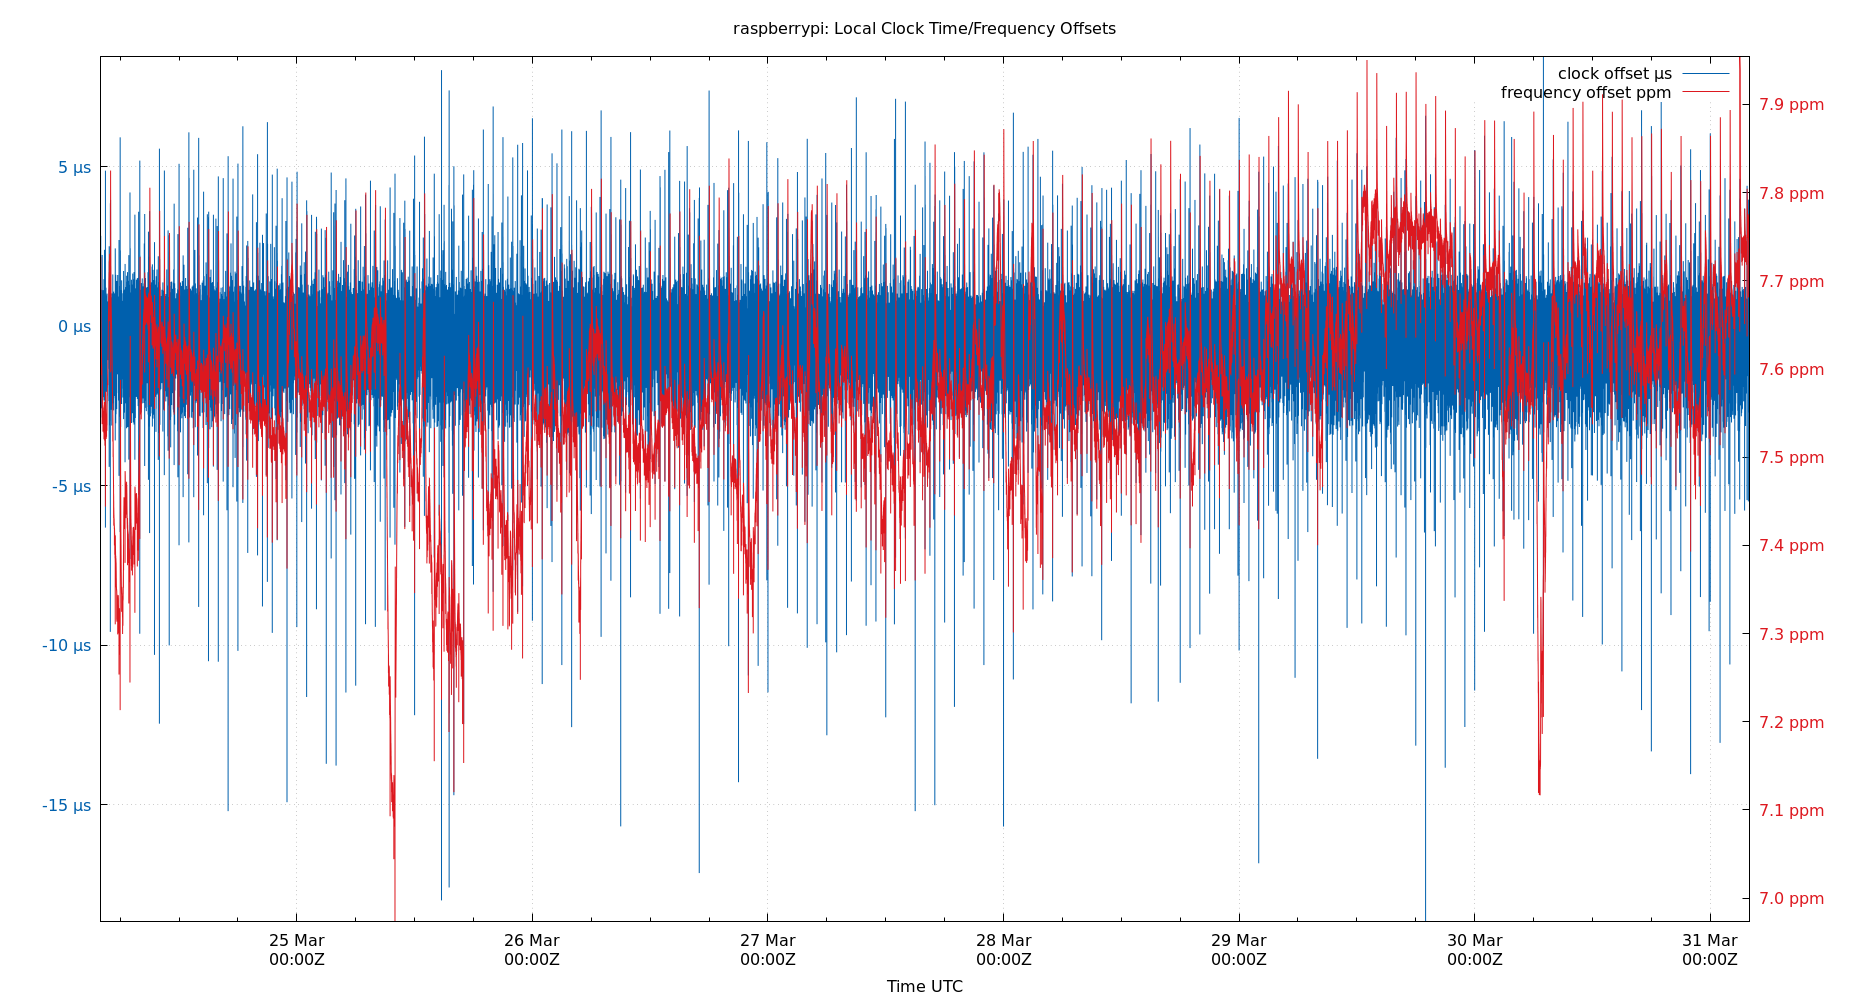 raspberrypi: Local Clock Time/Frequency Offsets
clock offset µs
frequency offset ppm
5 µs
0 µs
-5 µs
-10 µs
-15 µs
7.9 ppm
7.8 ppm
7.7 ppm
7.6 ppm
7.5 ppm
7.4 ppm
7.3 ppm
7.2 ppm
7.1 ppm
7.0 ppm
25 Mar
00:00Z
26 Mar
00:00Z
27 Mar
00:00Z
28 Mar
00:00Z
29 Mar
00:00Z
30 Mar
00:00Z
31 Mar
00:00Z
Time UTC